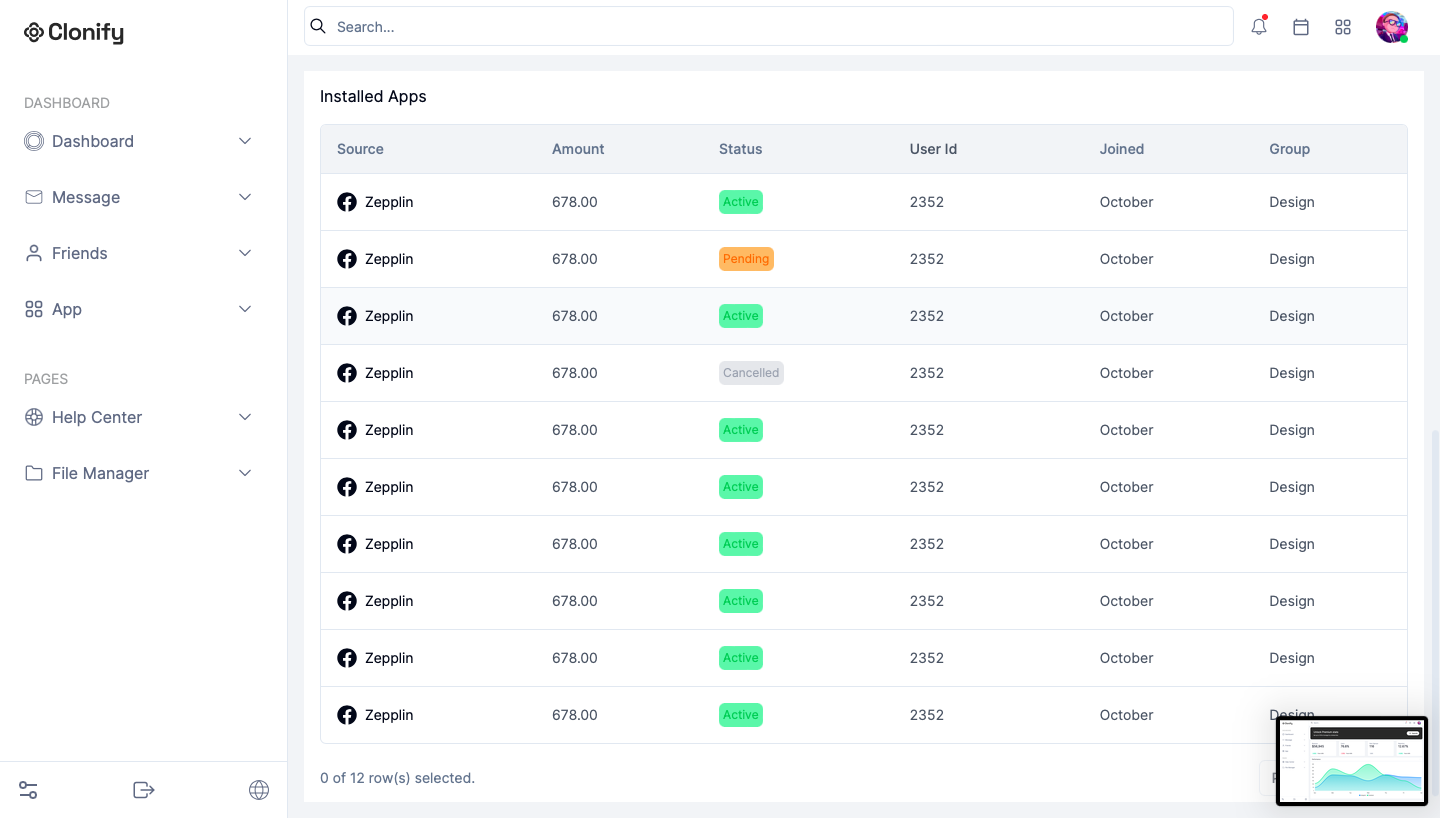 Clonify
Search...
DASHBOARD
Dashboard
Message
Friends
App
PAGES
Help Center
File Manager
Installed Apps
Source Amount Status User Id Joined Group
Zepplin 678.00 Active 2352 October Design
Zepplin 678.00 Pending 2352 October Design
Zepplin 678.00 Active 2352 October Design
Zepplin 678.00 Cancelled 2352 October Design
Zepplin 678.00 Active 2352 October Design
Zepplin 678.00 Active 2352 October Design
Zepplin 678.00 Active 2352 October Design
Zepplin 678.00 Active 2352 October Design
Zepplin 678.00 Active 2352 October Design
Zepplin 678.00 Active 2352 October Design
0 of 12 row(s) selected.